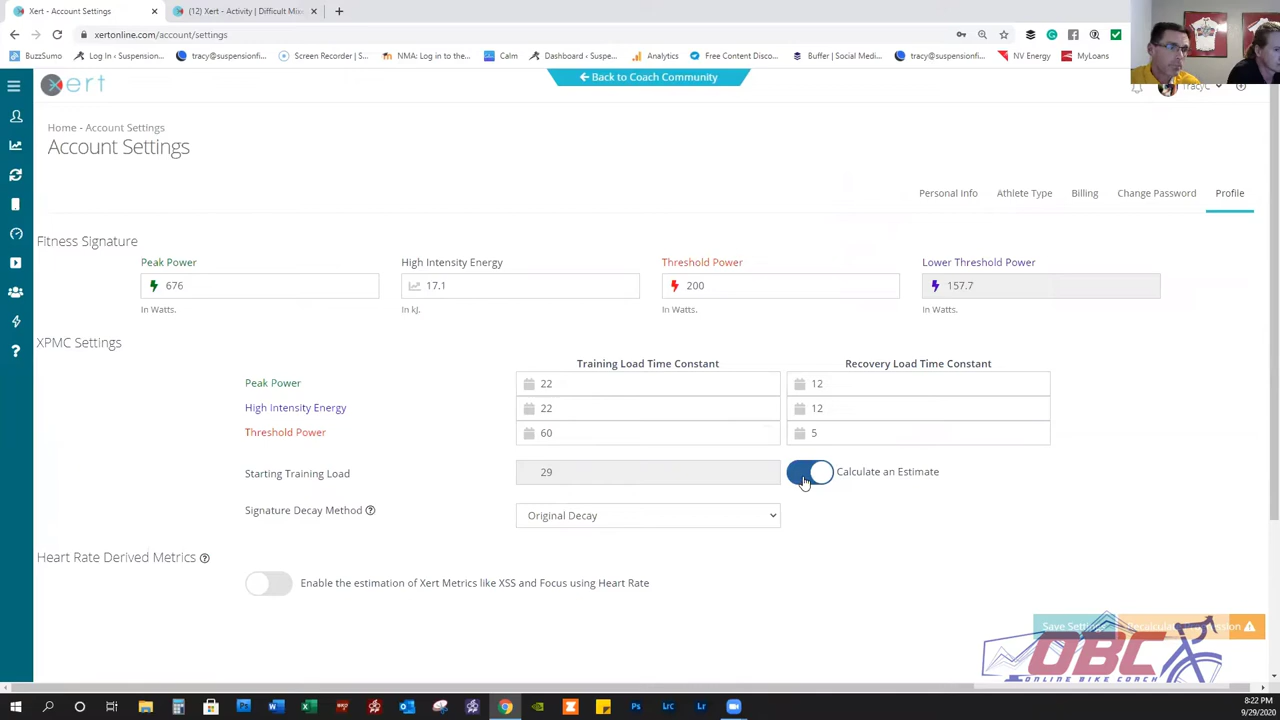 Xert - Account Settings
(12) Xert - Activity | Difficult Mix
xertonline.com/account/settings
BuzzSumo
Log In ‹ Suspension...
tracy@suspensionfi...
Screen Recorder | S...
NMA: Log in to the...
Calm
Dashboard ‹ Suspe...
Analytics
Free Content Disco...
Buffer | Social Medi...
tracy@suspensionfi...
NV Energy
MyLoans
xert
Back to Coach Community
TracyC
Home - Account Settings
Account Settings
Personal Info
Athlete Type
Billing
Change Password
Profile
Fitness Signature
Peak Power
High Intensity Energy
Threshold Power
Lower Threshold Power
676
17.1
200
157.7
In Watts.
In kJ.
In Watts.
In Watts.
XPMC Settings
Training Load Time Constant
Recovery Load Time Constant
Peak Power
22
12
High Intensity Energy
22
12
Threshold Power
60
5
Starting Training Load
29
Calculate an Estimate
Signature Decay Method
Original Decay
Heart Rate Derived Metrics
Enable the estimation of Xert Metrics like XSS and Focus using Heart Rate
Save Settings
OBC
ONLINE BIKE COACH
8:22 PM
9/29/2020